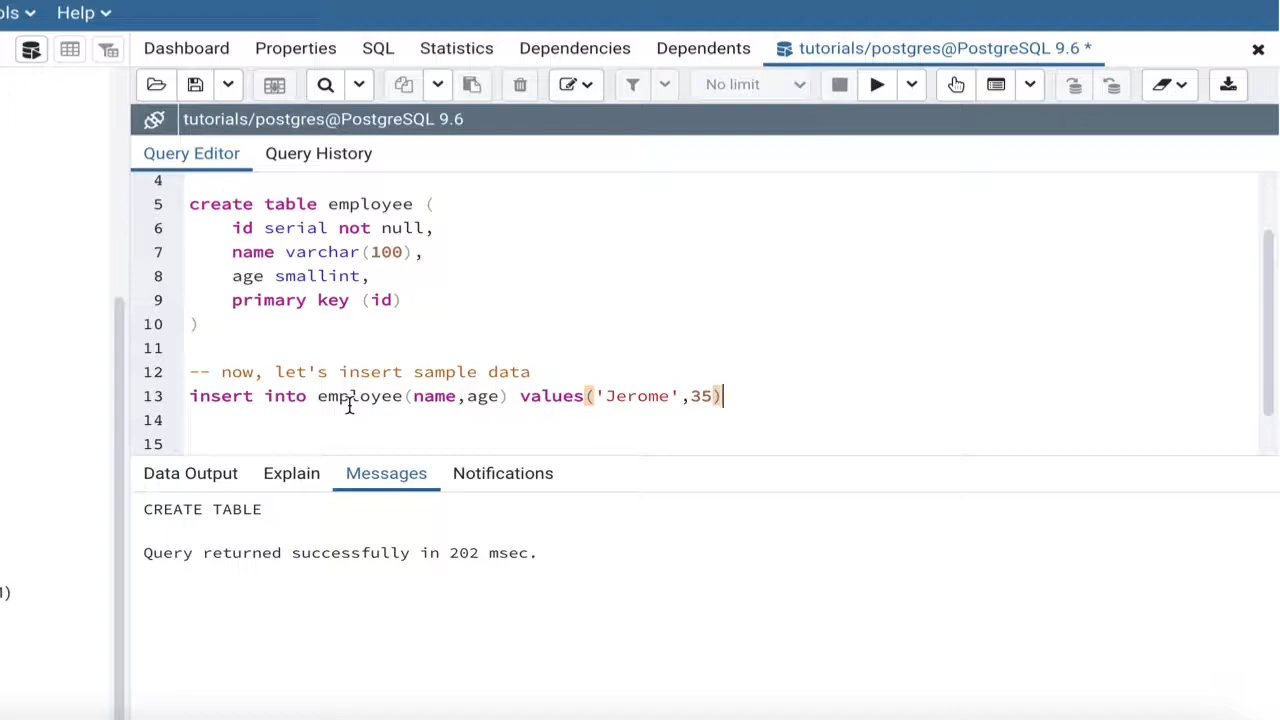 ols Help
Dashboard Properties SQL Statistics Dependencies Dependents tutorials/postgres@PostgreSQL 9.6 *
No limit
tutorials/postgres@PostgreSQL 9.6
Query Editor Query History
4
5 create table employee (
6 id serial not null,
7 name varchar(100),
8 age smallint,
9 primary key (id)
10 )
11
12 -- now, let's insert sample data
13 insert into employee(name,age) values('Jerome',35)
14
15
Data Output Explain Messages Notifications
CREATE TABLE
Query returned successfully in 202 msec.